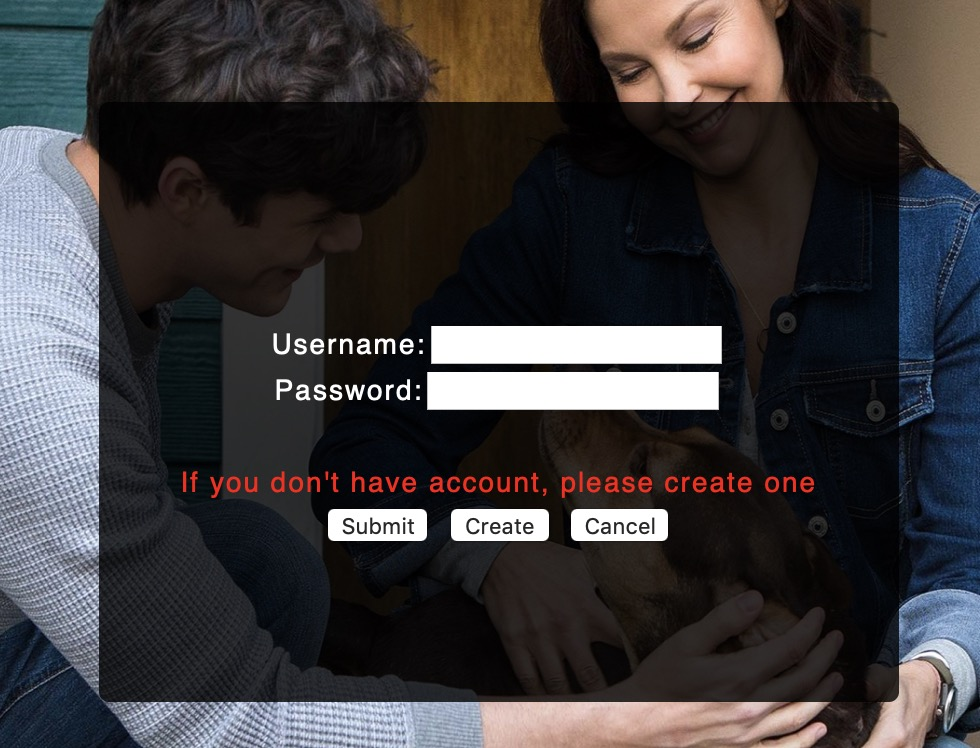 Username:
Password:
If you don't have account, please create one
Submit Create Cancel